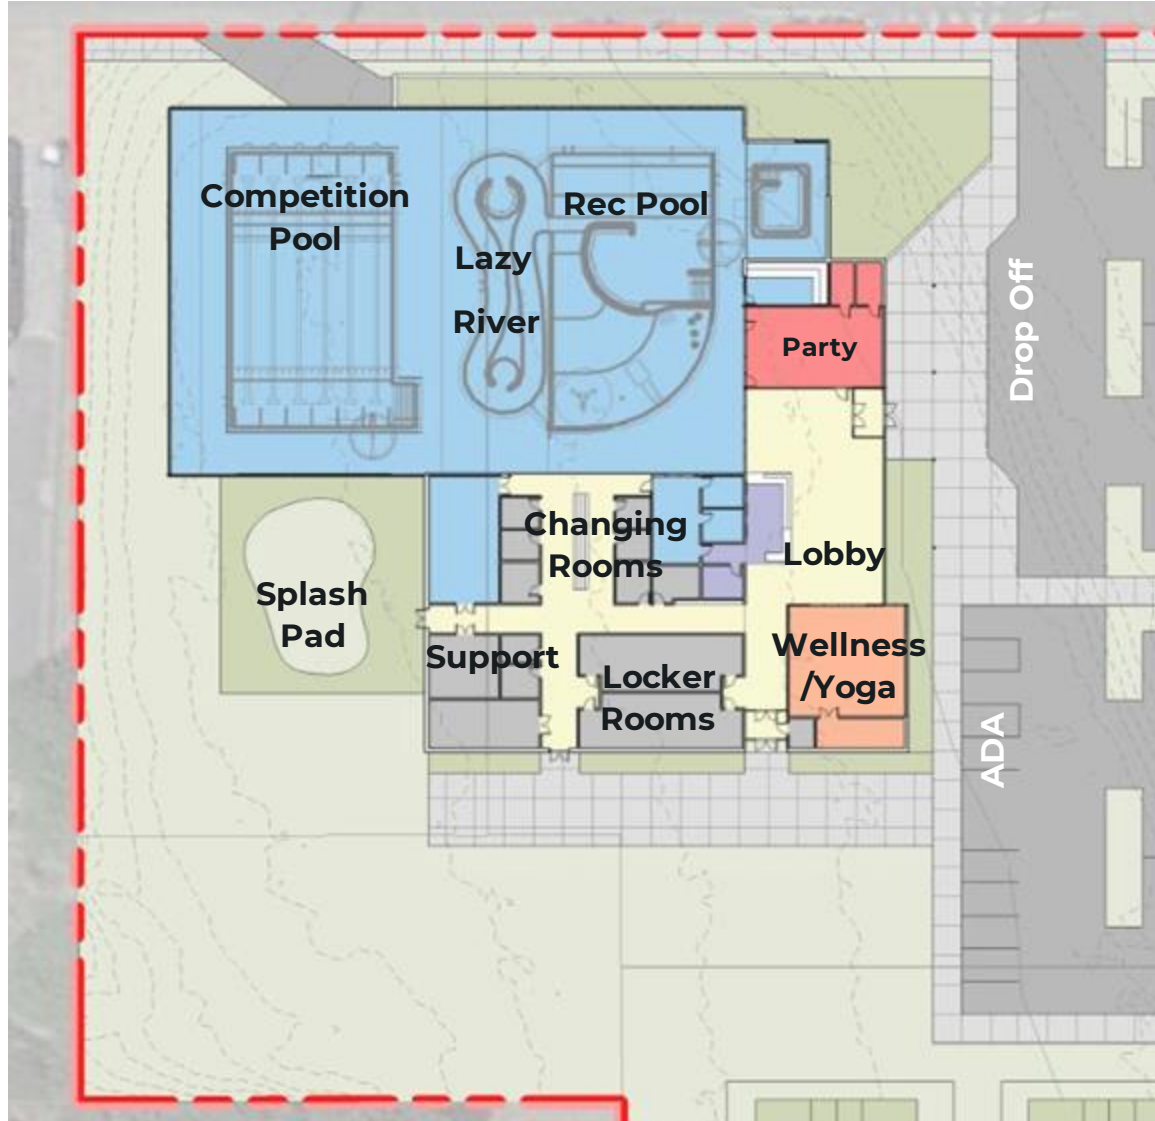 Competition
Pool
Rec Pool
Lazy
River
Drop Off
Party
Changing
Rooms
Lobby
Splash
Pad
Support
Locker
Rooms
Wellness
/Yoga
ADA